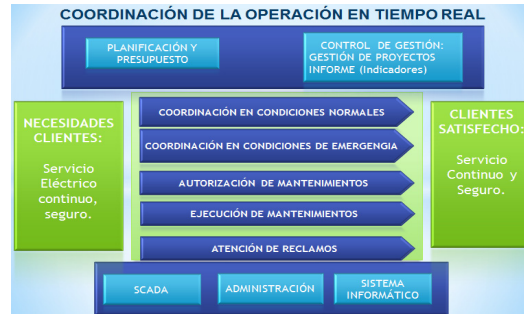 COORDINACIÓN DE LA OPERACIÓN EN TIEMPO REAL
PLANIFICACIÓN Y
PRESUPUESTO
CONTROL DE GESTIÓN:
GESTIÓN DE PROYECTOS
INFORME (Indicadores)
NECESIDADES
CLIENTES:
Servicio
Eléctrico
continuo,
seguro.
COORDINACIÓN EN CONDICIONES NORMALES
COORDINACIÓN EN CONDICIONES DE EMERGENGIA
AUTORIZACIÓN DE MANTENIMIENTOS
EJECUCIÓN DE MANTENIMIENTOS
ATENCIÓN DE RECLAMOS
CLIENTES
SATISFECHO:
Servicio
Continuo y
Seguro.
SCADA
ADMINISTRACIÓN
SISTEMA
INFORMÁTICO